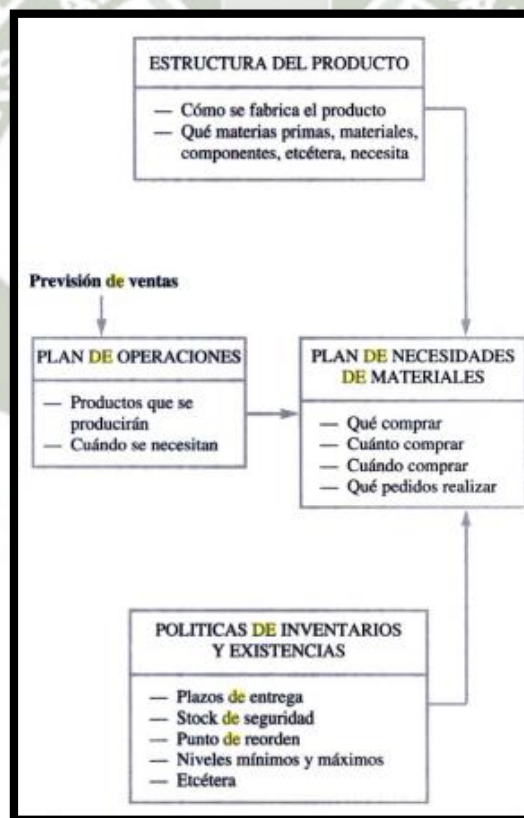 ESTRUCTURA DEL PRODUCTO
— Cómo se fabrica el producto
— Qué materias primas, materiales,
componentes, etcétera, necesita
Previsión de ventas
PLAN DE OPERACIONES
— Productos que se
producirán
— Cuándo se necesitan
PLAN DE NECESIDADES
DE MATERIALES
— Qué comprar
— Cuánto comprar
— Cuándo comprar
— Qué pedidos realizar
POLITICAS DE INVENTARIOS
Y EXISTENCIAS
— Plazos de entrega
— Stock de seguridad
— Punto de reorden
— Niveles mínimos y máximos
— Etcétera